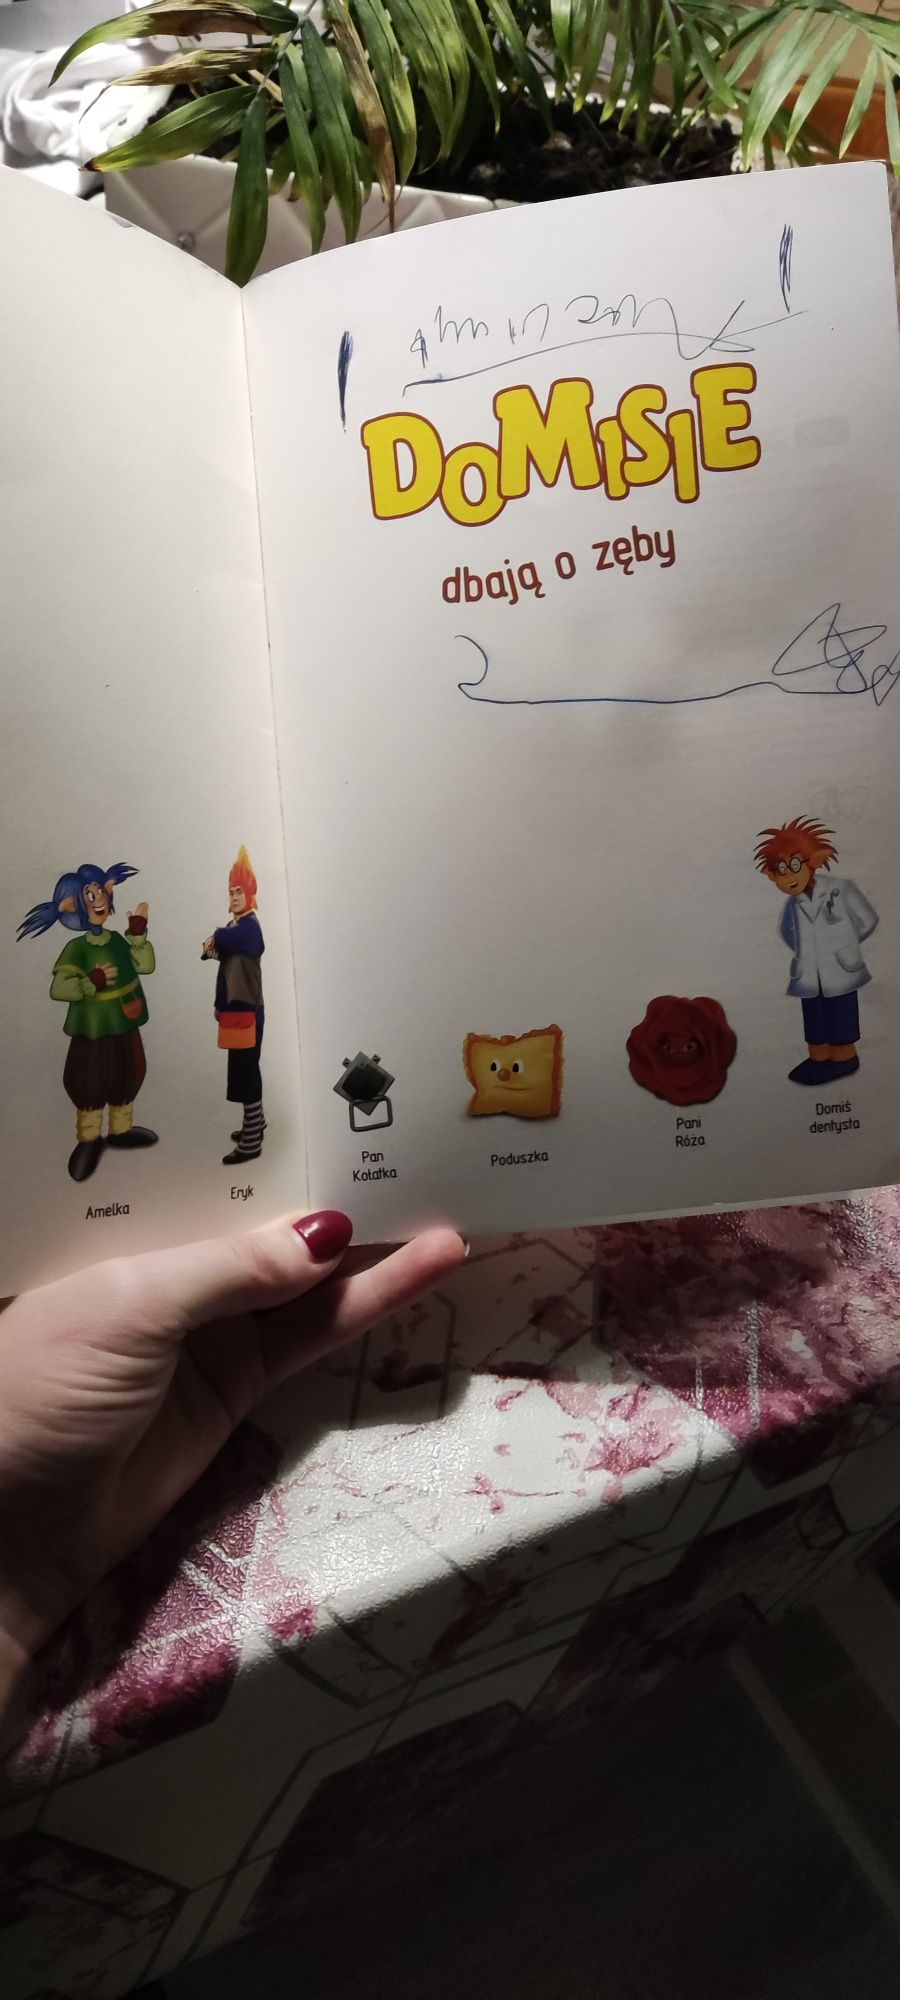 DOMISIE
dbają o zęby
Amelka
Eryk
Pan
Kołatka
Poduszka
Pani
Róża
Domiś
dentysta